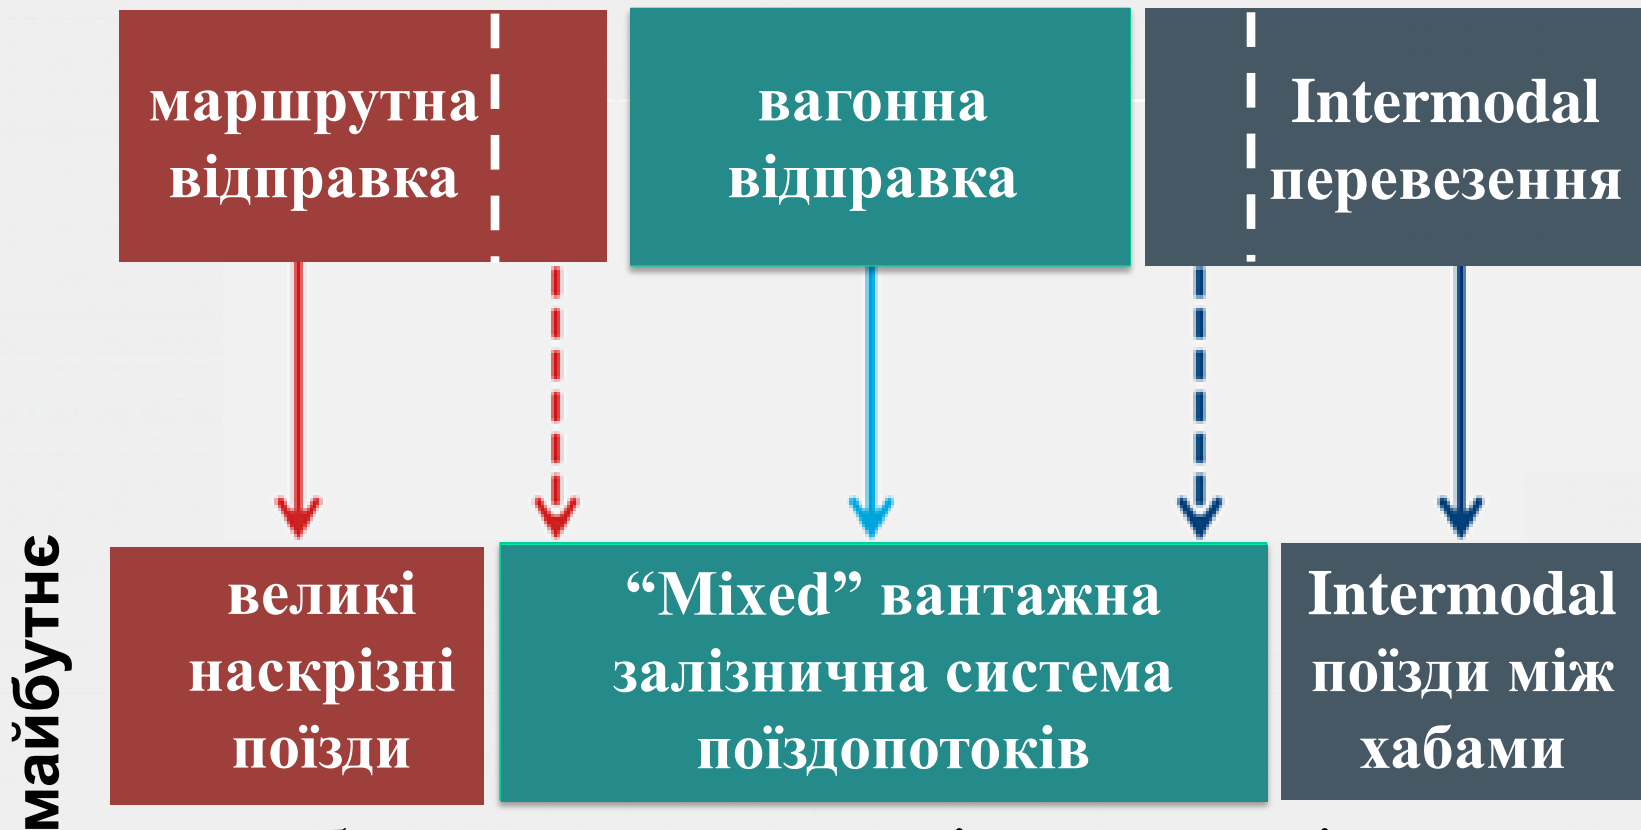 маршрутна
відправка
вагонна
відправка
Intermodal
перевезення
майбутнє
великі
наскрізні
поїзди
“Mixed” вантажна
залізнична система
поїздопотоків
Intermodal
поїзди між
хабами